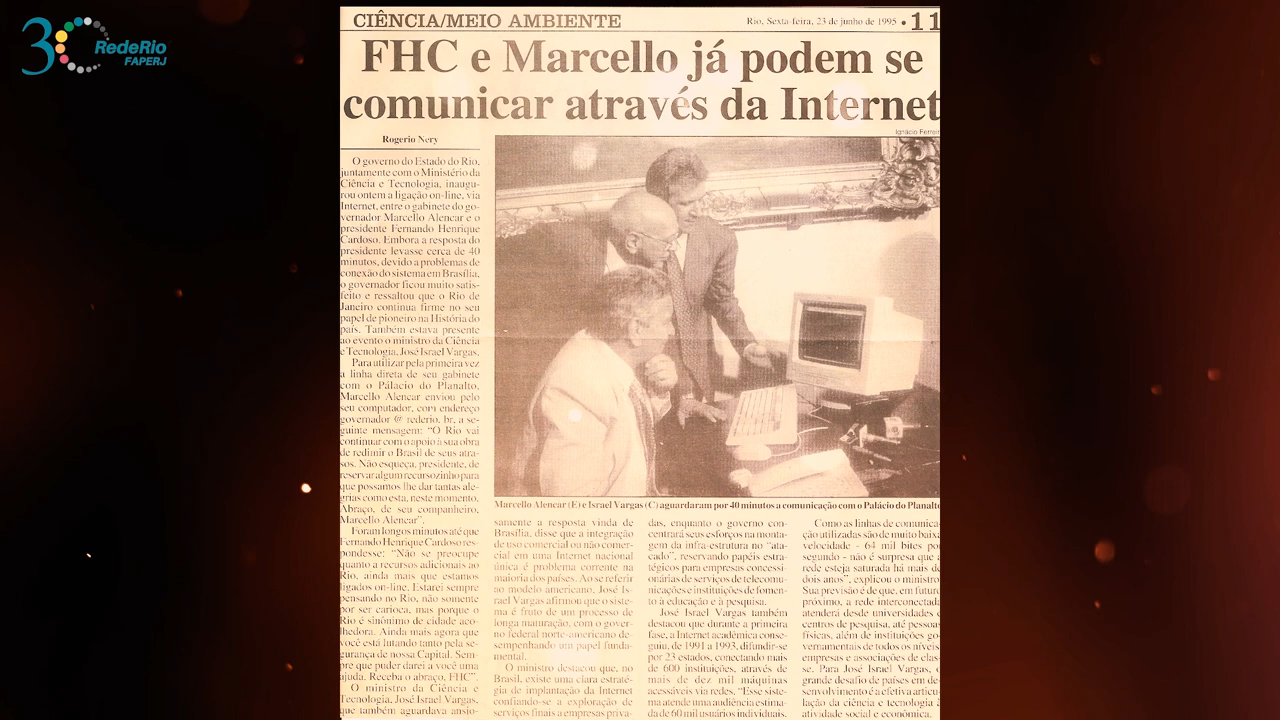 30
RedeRio
FAPERJ
CIÊNCIA/MEIO AMBIENTE
Rio, Sexta-feira, 23 de junho de 1995 • 11
FHC e Marcello já podem se
comunicar através da Internet
Rogerio Nery
Ignácio Ferreir
O governo do Estado do Rio,
juntamente com o Ministério da
Ciência e Tecnologia, inaugu-
rou ontem a ligação on-line, via
Internet, entre o gabinete do go-
vernador Marcello Alencar e o
presidente Fernando Henrique
Cardoso. Embora a resposta do
presidente levasse cerca de 40
minutos, devido a problemas de
conexão do sistema em Brasília,
o governador ficou muito satis-
feito e ressaltou que o Rio de
Janeiro continua firme no seu
papel de pioneiro na História do
país. Também estava presente
ao evento o ministro da Ciência
e Tecnologia, José Israel Vargas.
Para utilizar pela primeira vez
a linha direta de seu gabinete
com o Palácio do Planalto,
Marcello Alencar enviou pelo
seu computador, com endereço
governador @ rederio. br, a se-
guinte mensagem: “O Rio vai
continuar com o apoio à sua obra
de redimir o Brasil de seus atra-
sos. Não esqueça, presidente, de
reservar algum recursozinho para
que possamos lhe dar tantas ale-
grias como esta, neste momento.
Abraço, de seu companheiro,
Marcello Alencar”.
Foram longos minutos até que
Fernando Henrique Cardoso res-
pondesse: “Não se preocupe
quanto a recursos adicionais ao
Rio, ainda mais que estamos
ligados on-line. Estarei sempre
pensando no Rio, não somente
por ser carioca, mas porque o
Rio é sinônimo de cidade aco-
lhedora. Ainda mais agora que
você está lutando tanto pela se-
gurança de nossa Capital. Sem-
pre que puder darei a você uma
ajuda. Receba o abraço, FHC”.
O ministro da Ciência e
Tecnologia, José Israel Vargas,
que também aguardava ansio-
Marcello Alencar (E) e Israel Vargas (C) aguardaram por 40 minutos a comunicação com o Palácio do Planalto
samente a resposta vinda de
Brasília, disse que a integração
de uso comercial ou não comer-
cial em uma Internet nacional
única é problema corrente na
maioria dos países. Ao se referir
ao modelo americano, José Is-
rael Vargas afirmou que o siste-
ma é fruto de um processo de
longa maturação, com o gover-
no federal norte-americano de-
sempenhando um papel funda-
mental.
O ministro destacou que, no
Brasil, existe uma clara estraté-
gia de implantação da Internet
confiando-se a exploração de
serviços finais a empresas priva-
das, enquanto o governo con-
centrará seus esforços na monta-
gem da infra-estrutura no “ata-
cado”, reservando papéis estra-
tégicos para empresas concessi-
onárias de serviços de telecomu-
nicações e instituições de fomen-
to à educação e à pesquisa.
José Israel Vargas também
destacou que durante a primeira
fase, a Internet acadêmica conse-
guiu, de 1991 a 1993, difundir-se
por 23 estados, conectando mais
de 600 instituições, através de
mais de dez mil máquinas
acessáveis via redes. “Esse siste-
ma atende uma audiência estima-
da de 60 mil usuários individuais.
Como as linhas de comunica-
ção utilizadas são de muito baixa
velocidade - 64 mil bites por
segundo - não é surpresa que a
rede esteja saturada há mais de
dois anos”, explicou o ministro.
Sua previsão é de que, em futuro
próximo, a rede interconectada
atenderá desde universidades e
centros de pesquisa, até pessoas
físicas, além de instituições go-
vernamentais de todos os níveis,
empresas e associações de clas-
se. Para José Israel Vargas, o
grande desafio de países em de-
senvolvimento é a efetiva articu-
lação da ciência e tecnologia à
atividade social e econômica.